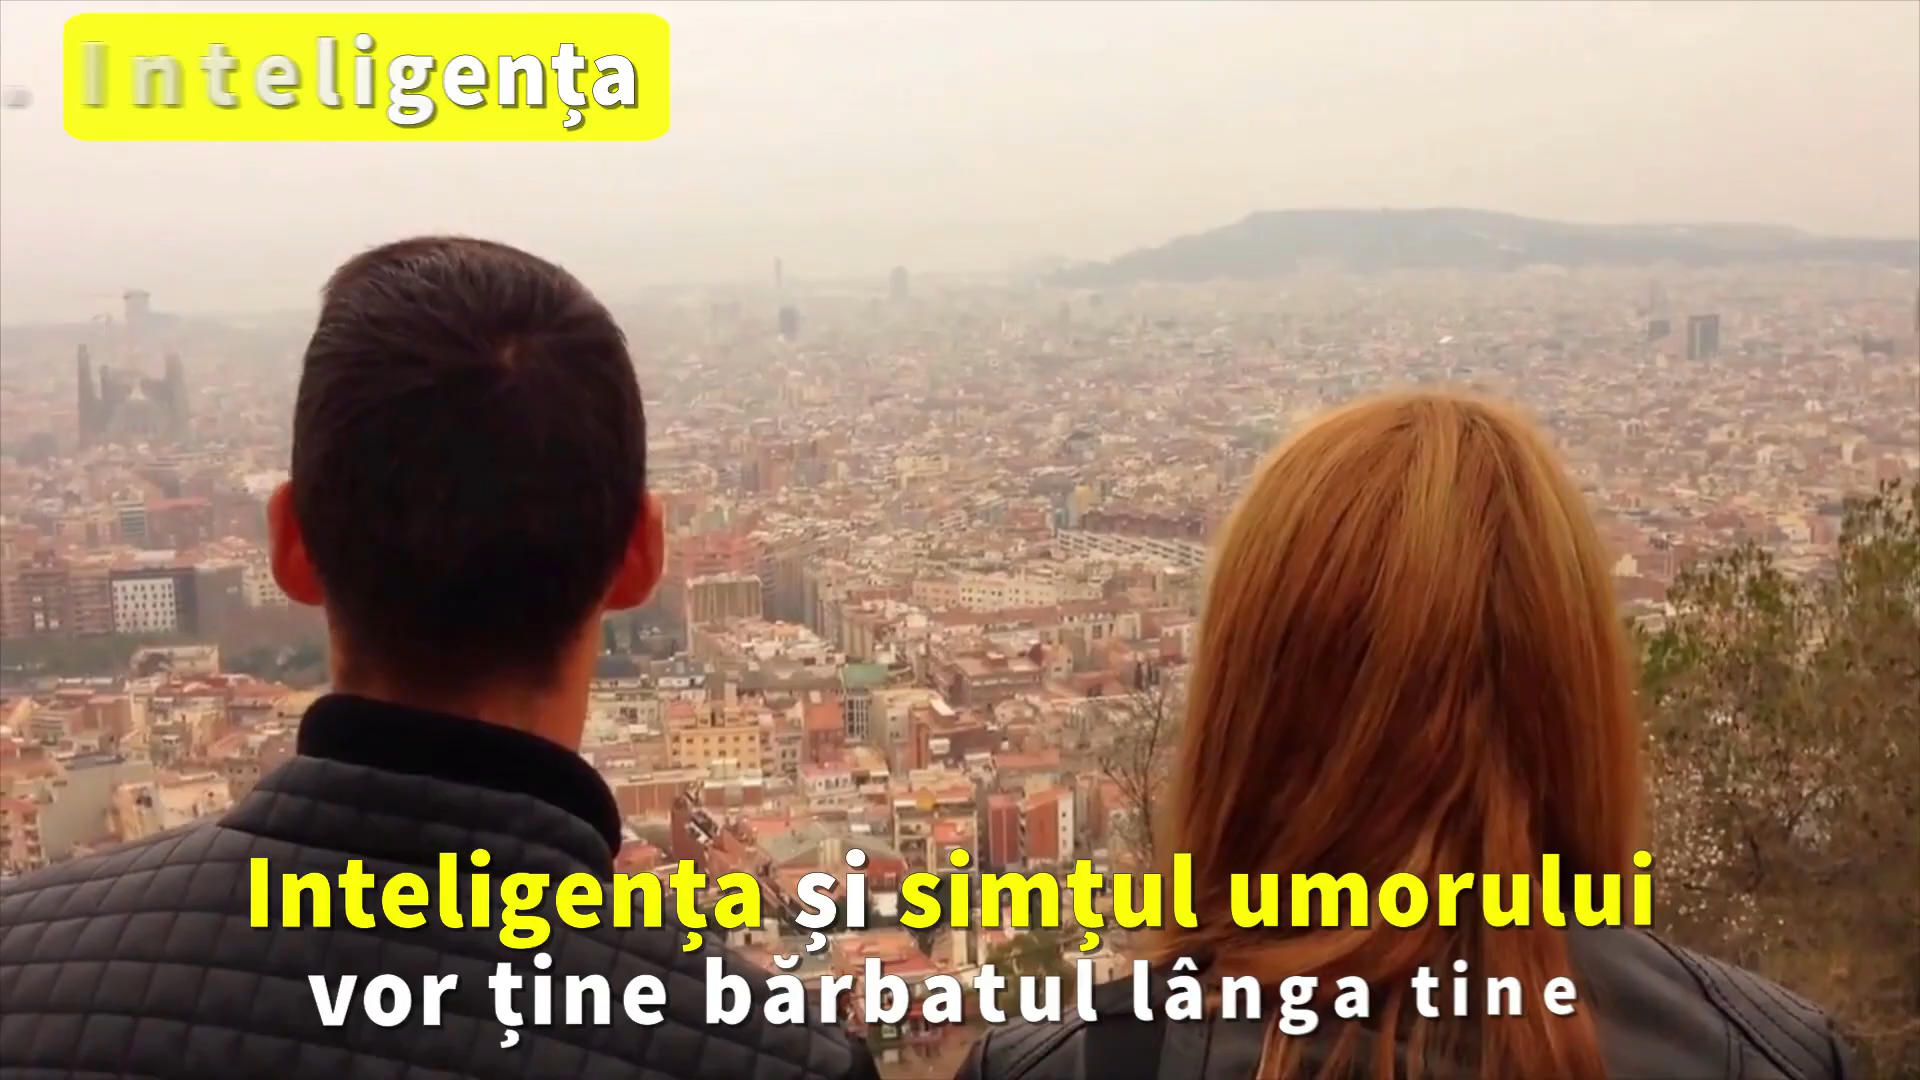 Inteligența
Inteligența și simțul umorului
vor ține bărbatul lânga tine